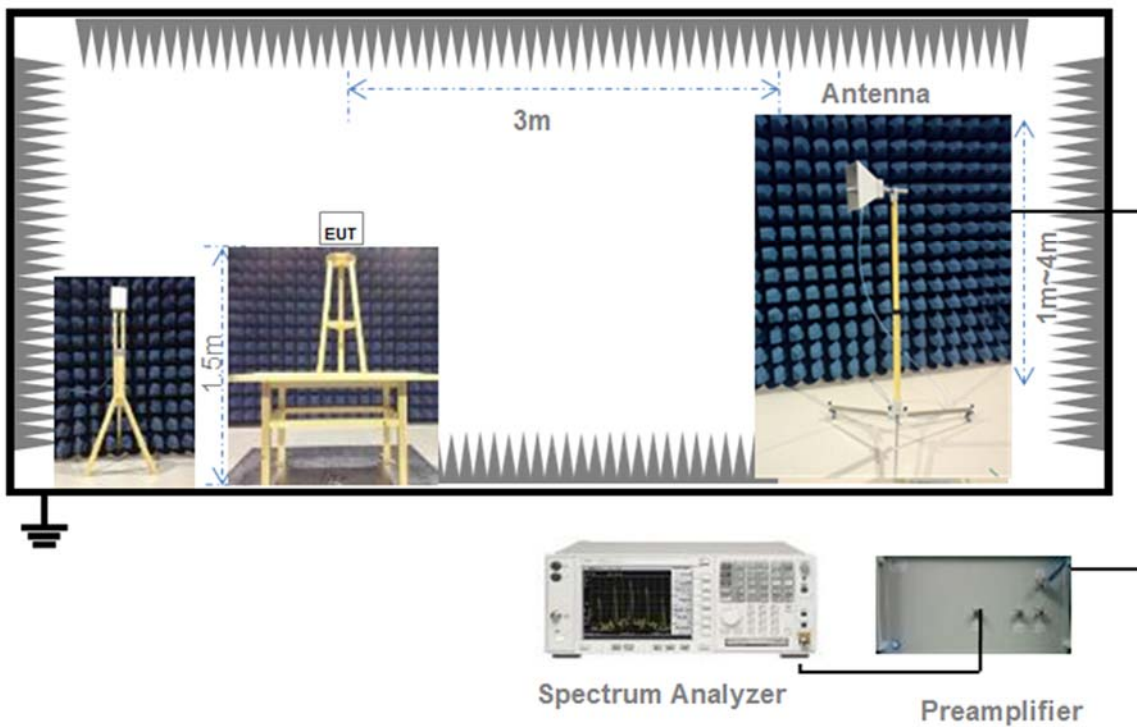 Antenna
3m
EUT
1.5m
1m~4m
Spectrum Analyzer
Preamplifier